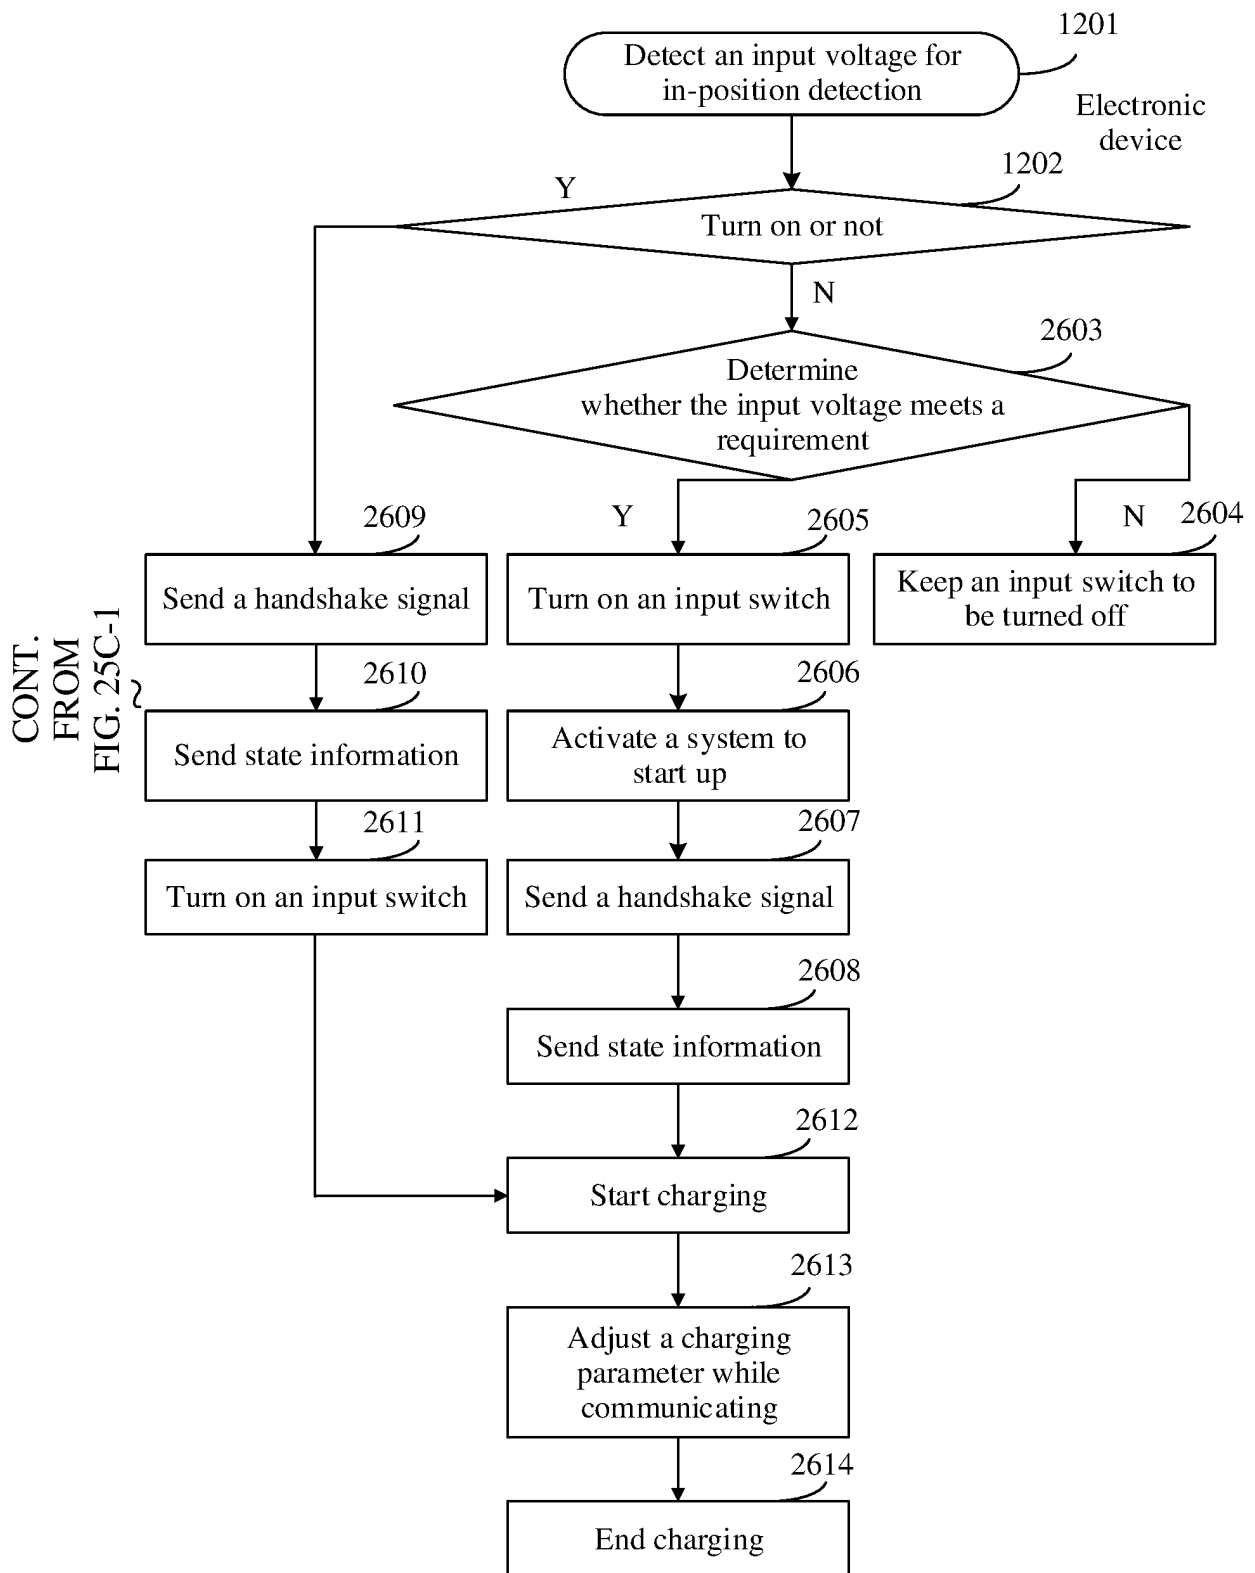 1201
Detect an input voltage for
in-position detection
Electronic
device
1202
Y
Turn on or not
N
2603
Determine
whether the input voltage meets a
requirement
2609
Y
2605
N
2604
Send a handshake signal
Turn on an input switch
Keep an input switch to
be turned off
CONT.
FROM
FIG. 25C-1
~
2610
2606
Send state information
Activate a system to
start up
2611
2607
Turn on an input switch
Send a handshake signal
2608
Send state information
2612
Start charging
2613
Adjust a charging
parameter while
communicating
2614
End charging